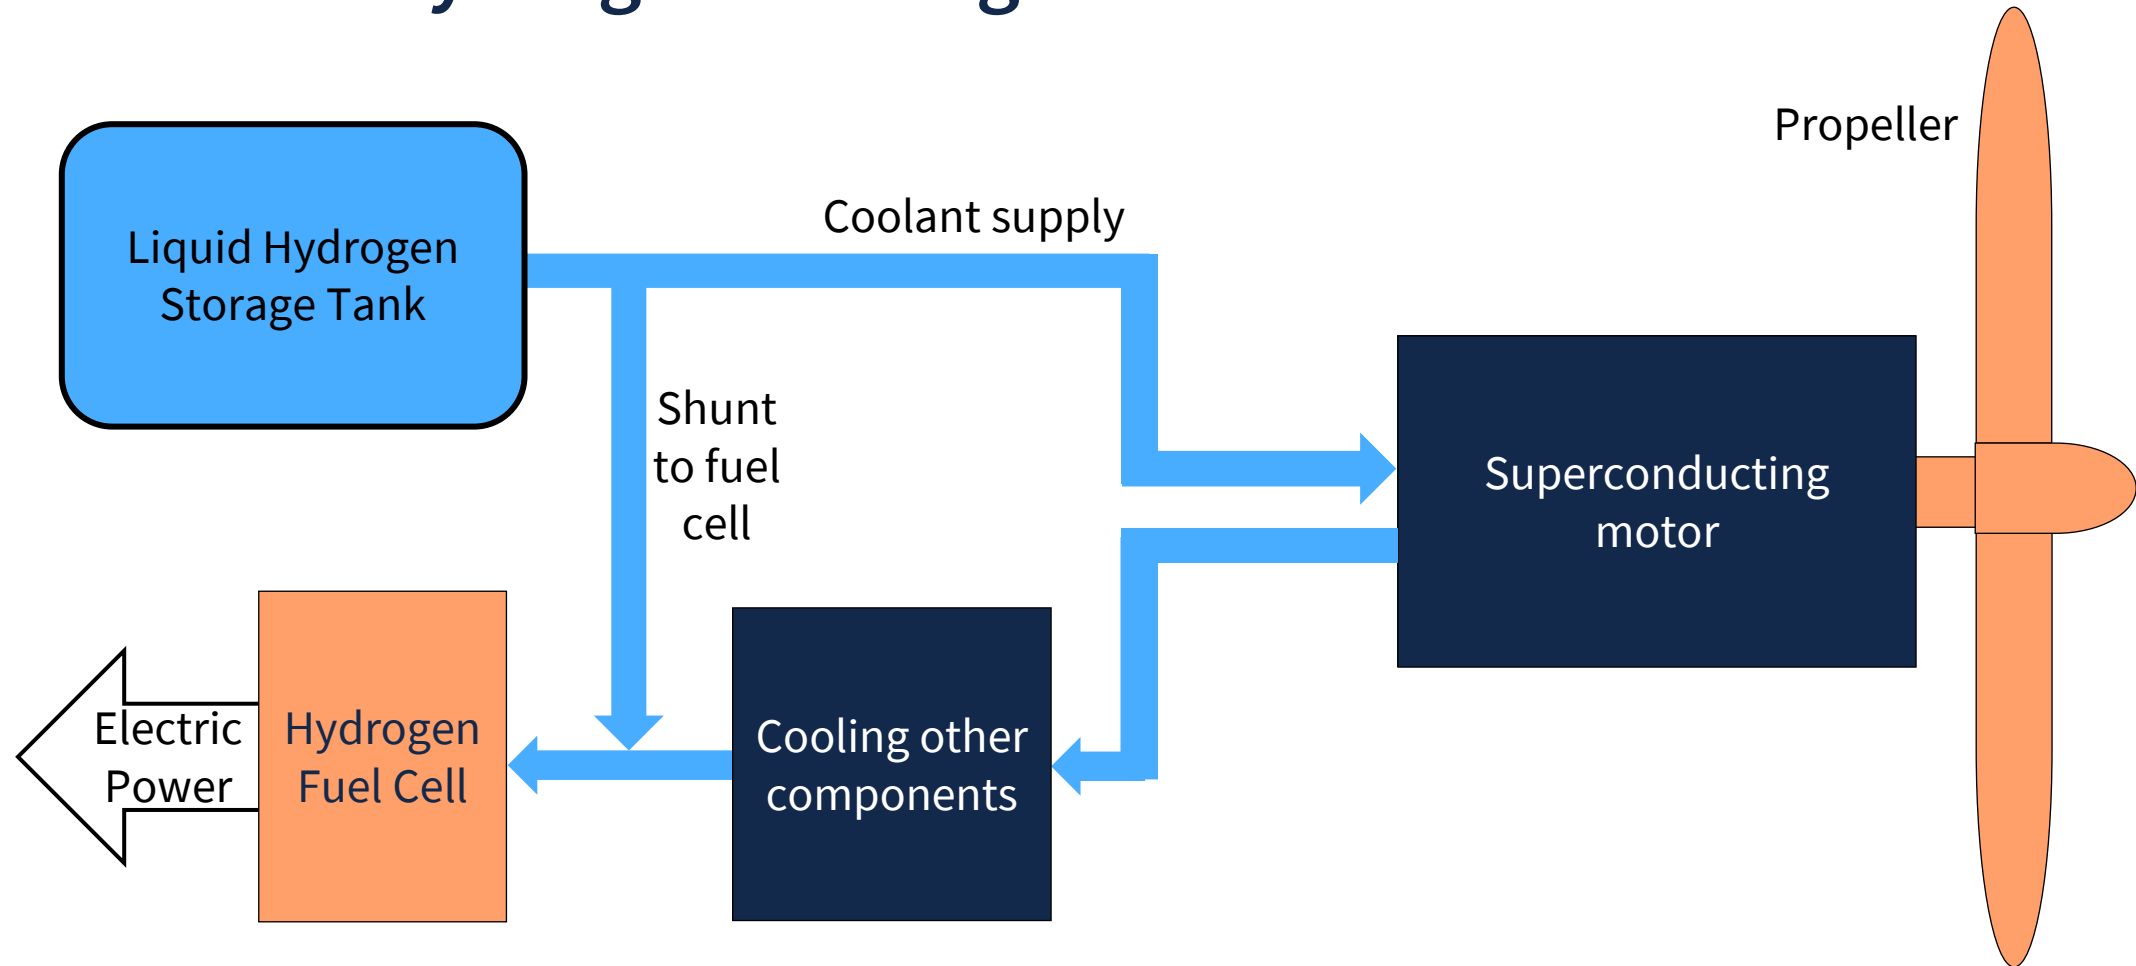 Propeller
Coolant supply
Liquid Hydrogen
Storage Tank
Shunt
to fuel
cell
Superconducting
motor
Electric
Power
Hydrogen
Fuel Cell
Cooling other
components